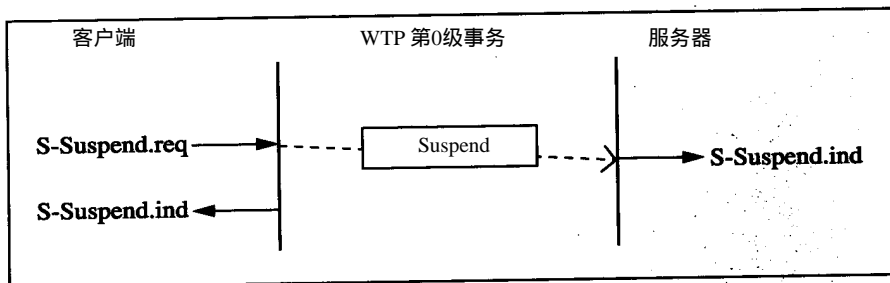 客户端 WTP 第0级事务 服务器
S-Suspend.req Suspend S-Suspend.ind
S-Suspend.ind